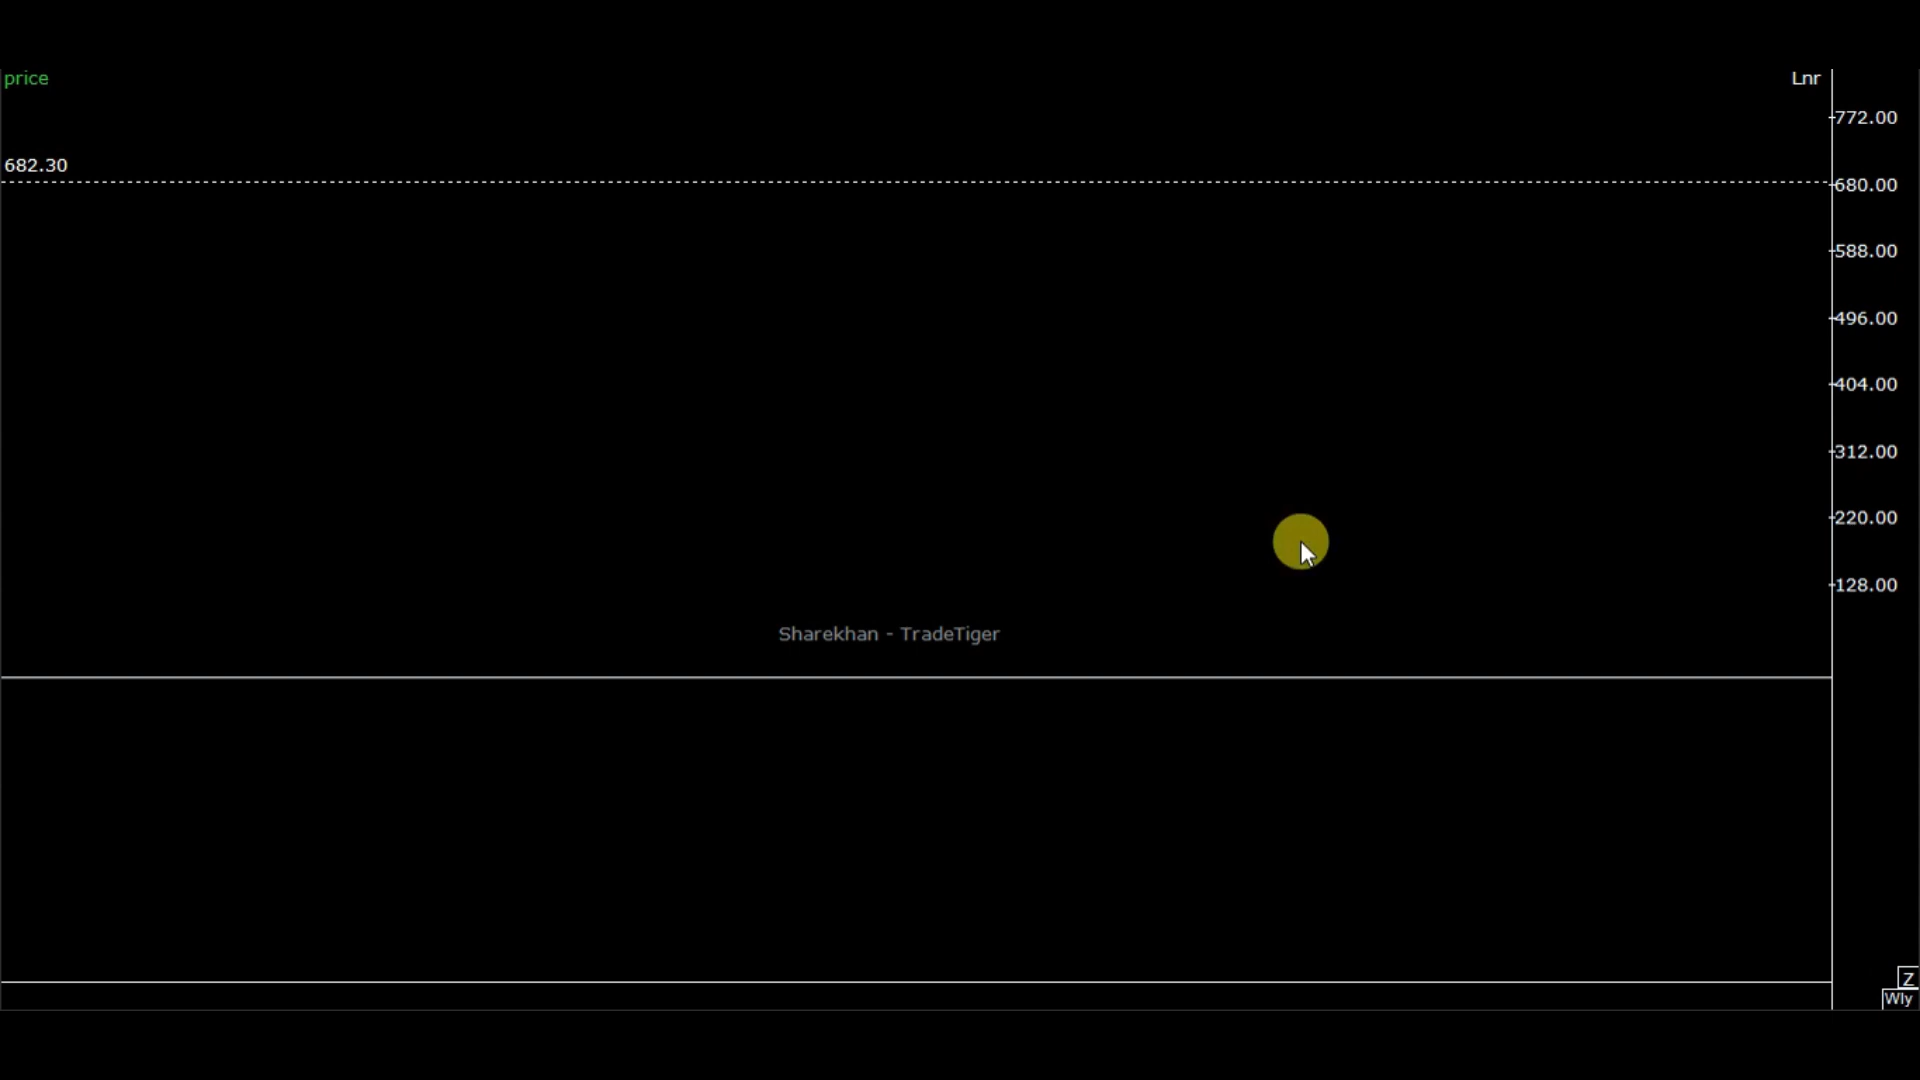 price
Lnr
772.00
682.30
680.00
588.00
496.00
404.00
312.00
220.00
128.00
Sharekhan - TradeTiger
Z
Wly